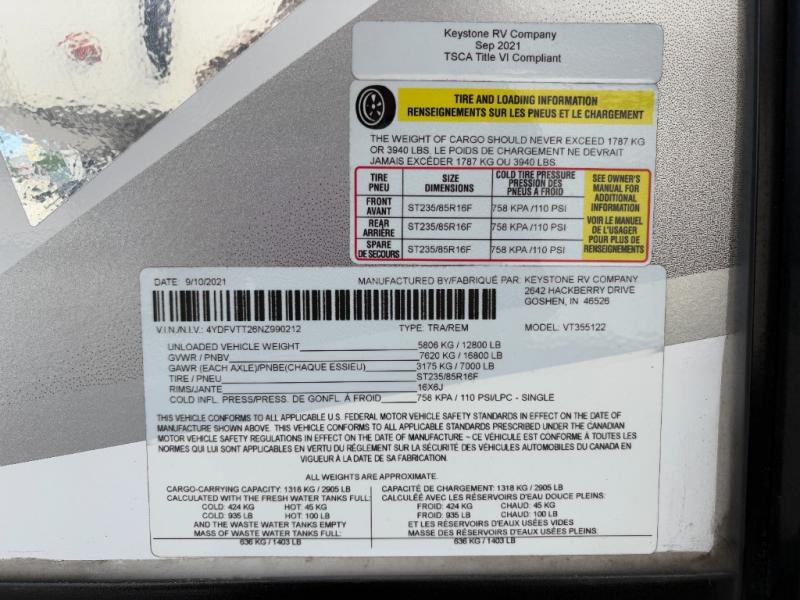 Keystone RV Company
Sep 2021
TSCA Title VI Compliant
TIRE AND LOADING INFORMATION
RENSEIGNEMENTS SUR LES PNEUS ET LE CHARGEMENT
THE WEIGHT OF CARGO SHOULD NEVER EXCEED 1787 KG
OR 3940 LBS. LE POIDS DE CHARGEMENT NE DEVRAIT
JAMAIS EXCÉDER 1787 KG OU 3940 LBS.
TIRE PNEU SIZE DIMENSIONS COLD TIRE PRESSURE PRESSION DES PNEUS A FROID
FRONT AVANT ST235/85R16F 758 KPA /110 PSI
REAR ARRIÈRE ST235/85R16F 758 KPA /110 PSI
SPARE DE SECOURS ST235/85R16F 758 KPA /110 PSI
SEE OWNER'S
MANUAL FOR
ADDITIONAL
INFORMATION
VOIR LE MANUEL
DE L'USAGER
POUR PLUS DE
RENSEIGNEMENTS
DATE: 9/10/2021 MANUFACTURED BY/FABRIQUÉ PAR: KEYSTONE RV COMPANY
2642 HACKBERRY DRIVE
GOSHEN, IN 46526
V.I.N./N.I.V.: 4YDFVTT26NZ990212 TYPE: TRA/REM MODEL: VT355122
UNLOADED VEHICLE WEIGHT 5806 KG / 12800 LB
GVWR / PNBV 7620 KG / 16800 LB
GAWR (EACH AXLE)/PNBE(CHAQUE ESSIEU) 3175 KG / 7000 LB
TIRE / PNEU ST235/85R16F
RIMS/JANTE 16X6J
COLD INFL. PRESS/PRESS. DE GONFL. À FROID 758 KPA / 110 PSI/LPC - SINGLE
THIS VEHICLE CONFORMS TO ALL APPLICABLE U.S. FEDERAL MOTOR VEHICLE SAFETY STANDARDS IN EFFECT ON THE DATE OF
MANUFACTURE SHOWN ABOVE. THIS VEHICLE CONFORMS TO ALL APPLICABLE STANDARDS PRESCRIBED UNDER THE CANADIAN
MOTOR VEHICLE SAFETY REGULATIONS IN EFFECT ON THE DATE OF MANUFACTURE ~ CE VÉHICULE EST CONFORME À TOUTES LES
NORMES QUI LUI SONT APPLICABLES EN VERTU DU RÉGLEMENT SUR LA SÉCURITÉ DES VÉHICULES AUTOMOBILES DU CANADA EN
VIGUEUR À LA DATE DE SA FABRICATION.
ALL WEIGHTS ARE APPROXIMATE.
CARGO-CARRYING CAPACITY: 1318 KG / 2905 LB
CALCULATED WITH THE FRESH WATER TANKS FULL:
COLD: 424 KG HOT: 45 KG
COLD: 935 LB HOT: 100 LB
AND THE WASTE WATER TANKS EMPTY
MASS OF WASTE WATER TANKS FULL:
636 KG / 1403 LB
CAPACITÉ DE CHARGEMENT: 1318 KG / 2905 LB
CALCULÉE AVEC LES RÉSERVOIRS D'EAU DOUCE PLEINS:
FROID: 424 KG CHAUD: 45 KG
FROID: 935 LB CHAUD: 100 LB
ET LES RÉSERVOIRS D'EAUX USÉES VIDES
MASSE DES RÉSERVOIRS D'EAUX USÉES PLEINS:
636 KG / 1403 LB